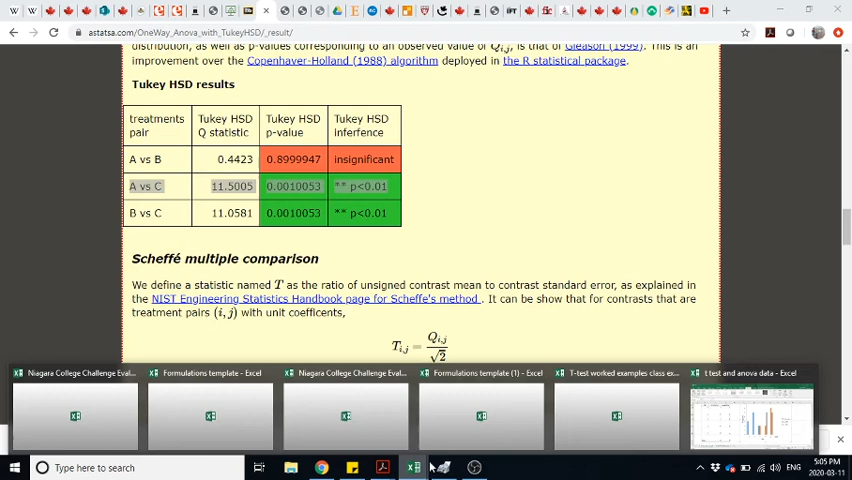 astatsa.com/OneWay_Anova_with_TukeyHSD/_result/
distribution, as well as p-values corresponding to an observed value of Qi,j, is that of Gleason (1999). This is an
improvement over the Copenhaver-Holland (1988) algorithm deployed in the R statistical package.
Tukey HSD results
treatments pair Tukey HSD Q statistic Tukey HSD p-value Tukey HSD inferfence
A vs B 0.4423 0.8999947 insignificant
A vs C 11.5005 0.0010053 ** p<0.01
B vs C 11.0581 0.0010053 ** p<0.01
Scheffé multiple comparison
We define a statistic named T as the ratio of unsigned contrast mean to contrast standard error, as explained in
the NIST Engineering Statistics Handbook page for Scheffe's method . It can be show that for contrasts that are
treatment pairs (i, j) with unit coefficents,
Ti,j = Qi,j / √2
Niagara College Challenge Eval... Formulations template - Excel Niagara College Challenge Eval... Formulations template (1) - Excel T-test worked examples class ex... t test and anova data - Excel
Type here to search
ENG
5:05 PM
2020-03-11